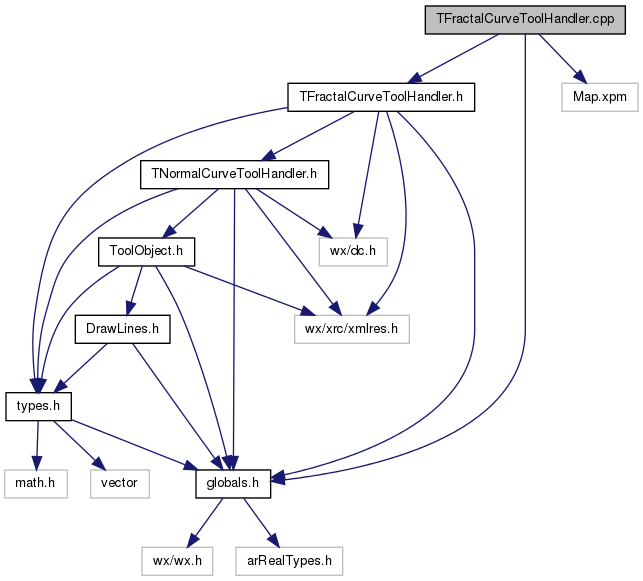 TFractalCurveToolHandler.cpp
TFractalCurveToolHandler.h
Map.xpm
TNormalCurveToolHandler.h
ToolObject.h
wx/dc.h
DrawLines.h
wx/xrc/xmlres.h
types.h
math.h
vector
globals.h
wx/wx.h
arRealTypes.h